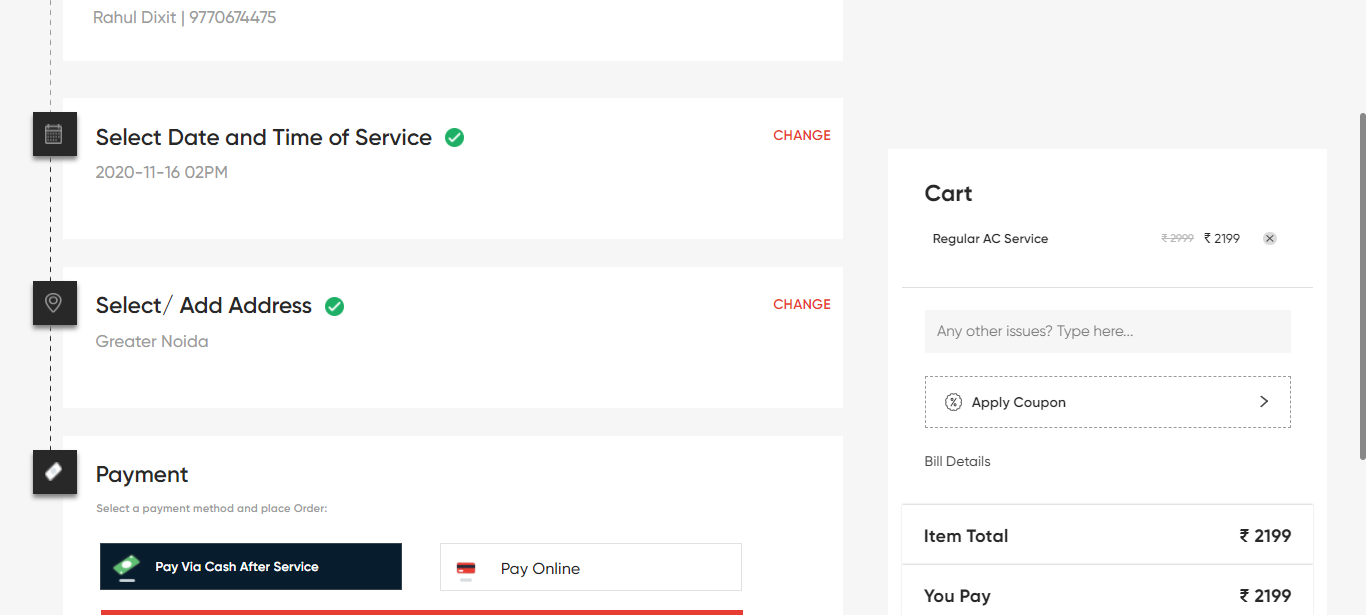 Rahul Dixit | 9770674475
Select Date and Time of Service
CHANGE
2020-11-16 02PM
Select/ Add Address
CHANGE
Greater Noida
Payment
Select a payment method and place Order:
Pay Via Cash After Service
Pay Online
Cart
Regular AC Service ₹ 2999 ₹ 2199
Any other issues? Type here...
Apply Coupon
Bill Details
Item Total ₹ 2199
You Pay ₹ 2199